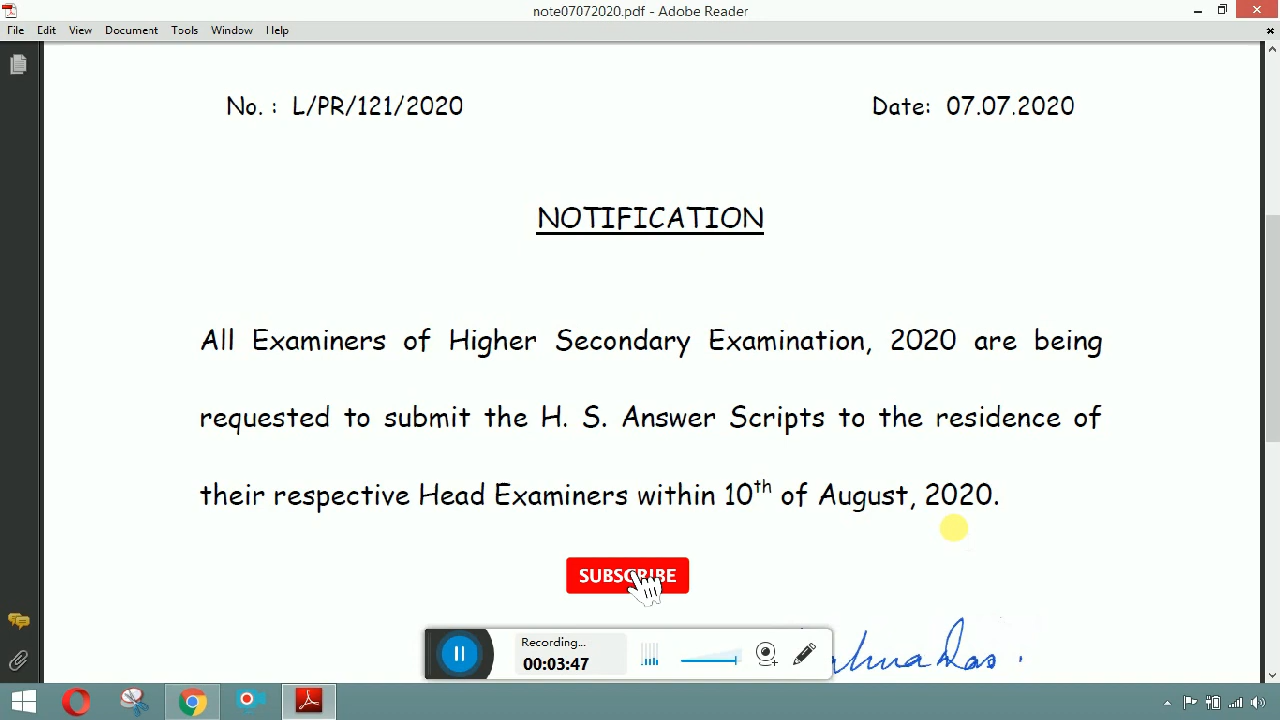 note07072020.pdf - Adobe Reader
File Edit View Document Tools Window Help
No. : L/PR/121/2020 Date: 07.07.2020
NOTIFICATION
All Examiners of Higher Secondary Examination, 2020 are being
requested to submit the H. S. Answer Scripts to the residence of
their respective Head Examiners within 10th of August, 2020.
SUBSCRIBE
Recording...
00:03:47